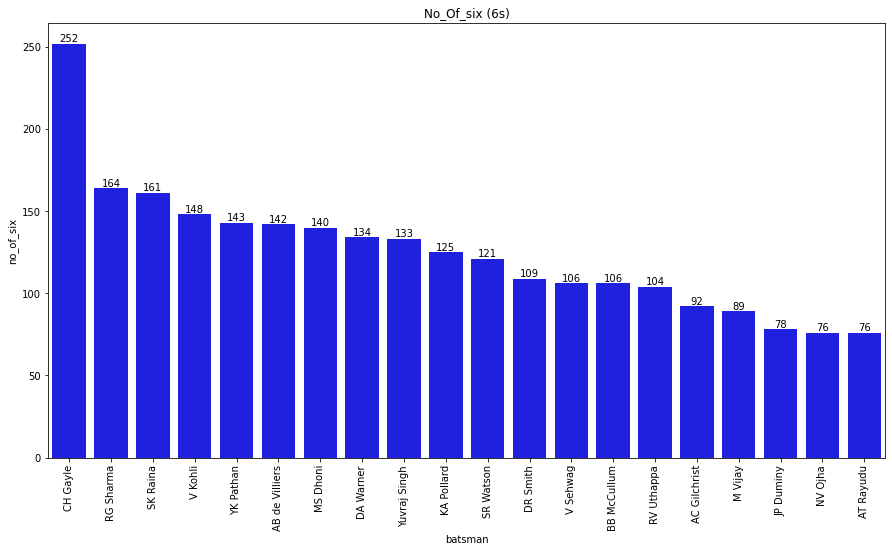 No_Of_six (6s)
no_of_six
250
200
150
100
50
0
252
164
161
148
143
142
140
134
133
125
121
109
106
106
104
92
89
78
76
76
CH Gayle
RG Sharma
SK Raina
V Kohli
YK Pathan
AB de Villiers
MS Dhoni
DA Warner
Yuvraj Singh
KA Pollard
SR Watson
DR Smith
V Sehwag
BB McCullum
RV Uthappa
AC Gilchrist
M Vijay
JP Duminy
NV Ojha
AT Rayudu
batsman